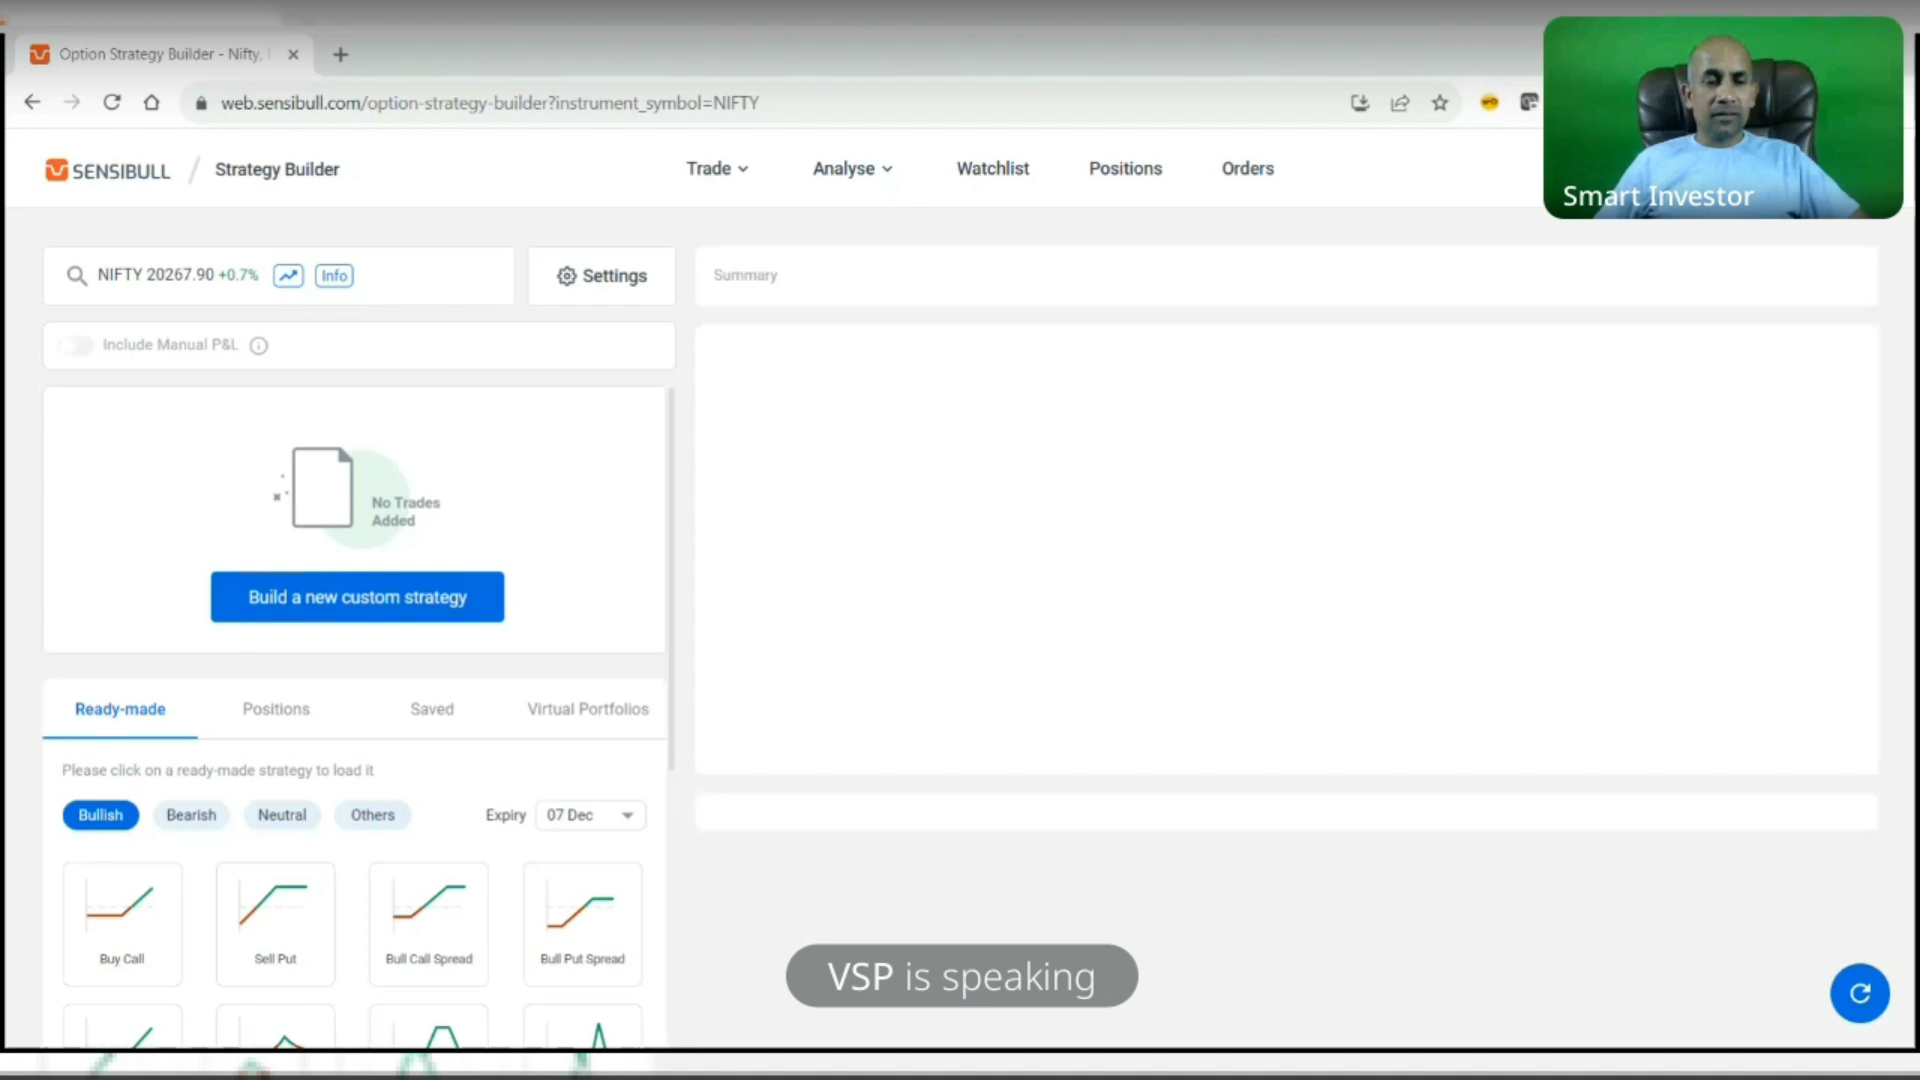 Option Strategy Builder - Nifty,
web.sensibull.com/option-strategy-builder?instrument_symbol=NIFTY
SENSIBULL / Strategy Builder
Trade
Analyse
Watchlist
Positions
Orders
Smart Investor
NIFTY 20267.90 +0.7%
Info
Settings
Summary
Include Manual P&L
No Trades
Added
Build a new custom strategy
Ready-made
Positions
Saved
Virtual Portfolios
Please click on a ready-made strategy to load it
Bullish
Bearish
Neutral
Others
Expiry
07 Dec
Buy Call
Sell Put
Bull Call Spread
Bull Put Spread
VSP is speaking